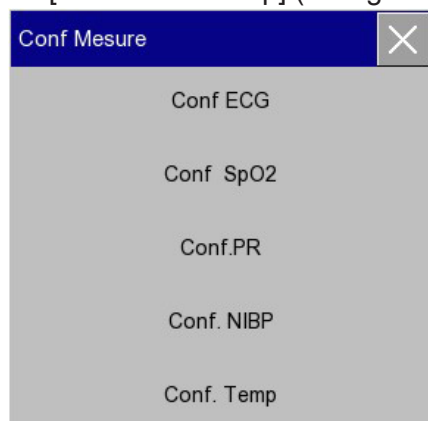 Conf Mesure
Conf ECG
Conf SpO2
Conf.PR
Conf. NIBP
Conf. Temp